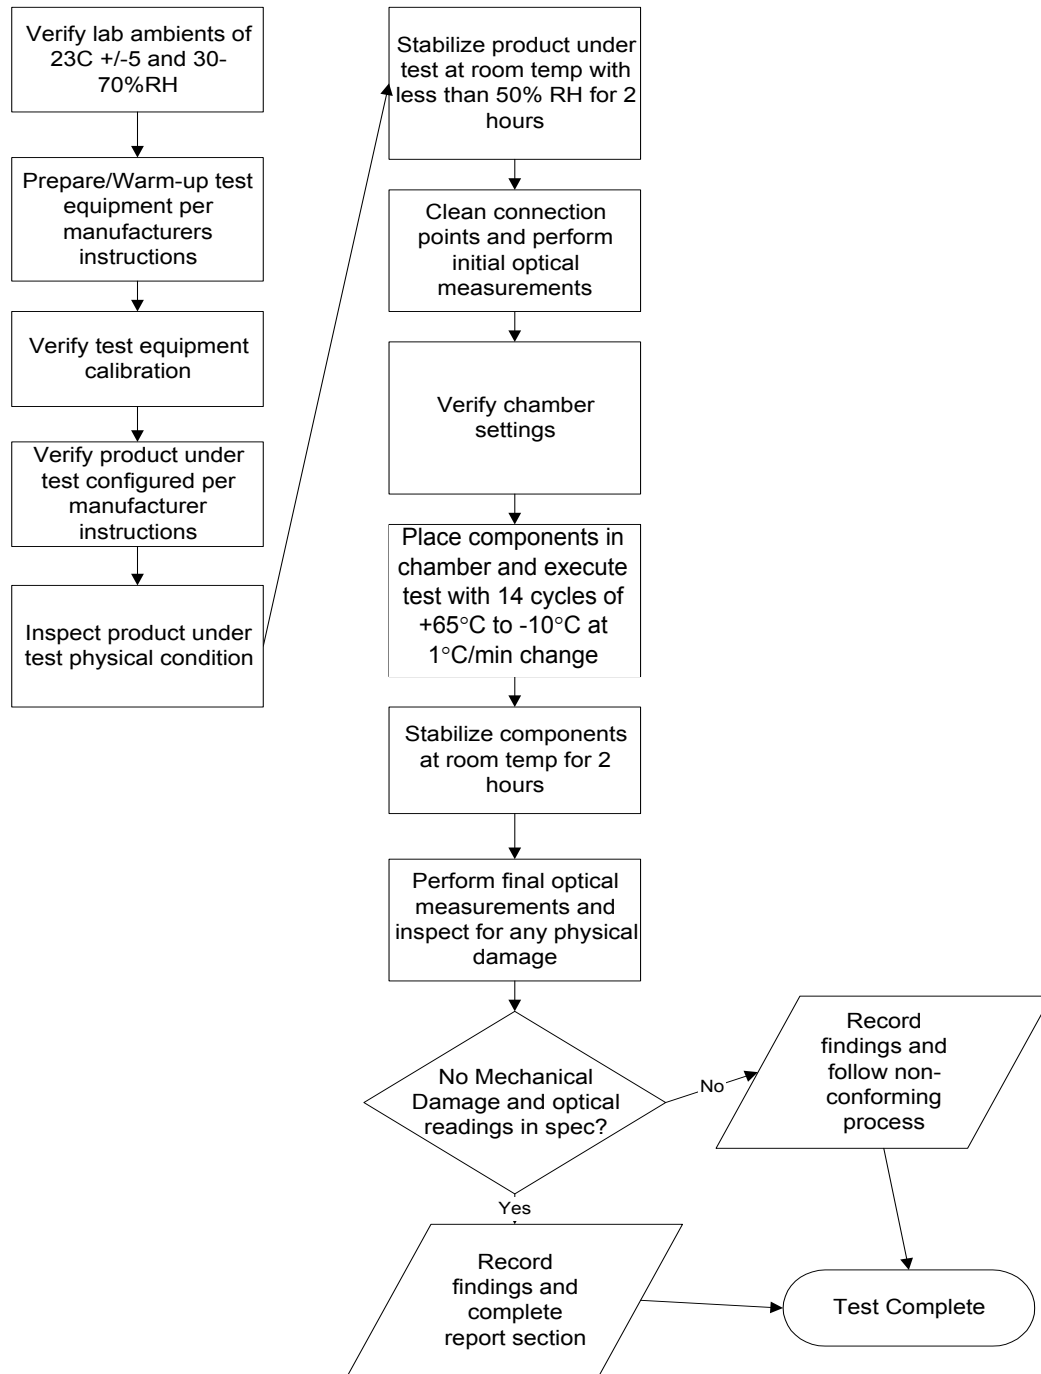 Verify lab ambients of
23C +/-5 and 30-
70%RH
Prepare/Warm-up test
equipment per
manufacturers
instructions
Verify test equipment
calibration
Verify product under
test configured per
manufacturer
instructions
Inspect product under
test physical condition
Stabilize product under
test at room temp with
less than 50% RH for 2
hours
Clean connection
points and perform
initial optical
measurements
Verify chamber
settings
Place components in
chamber and execute
test with 14 cycles of
+65°C to -10°C at
1°C/min change
Stabilize components
at room temp for 2
hours
Perform final optical
measurements and
inspect for any physical
damage
No Mechanical
Damage and optical
readings in spec?
No
Record
findings and
follow non-
conforming
process
Yes
Record
findings and
complete
report section
Test Complete